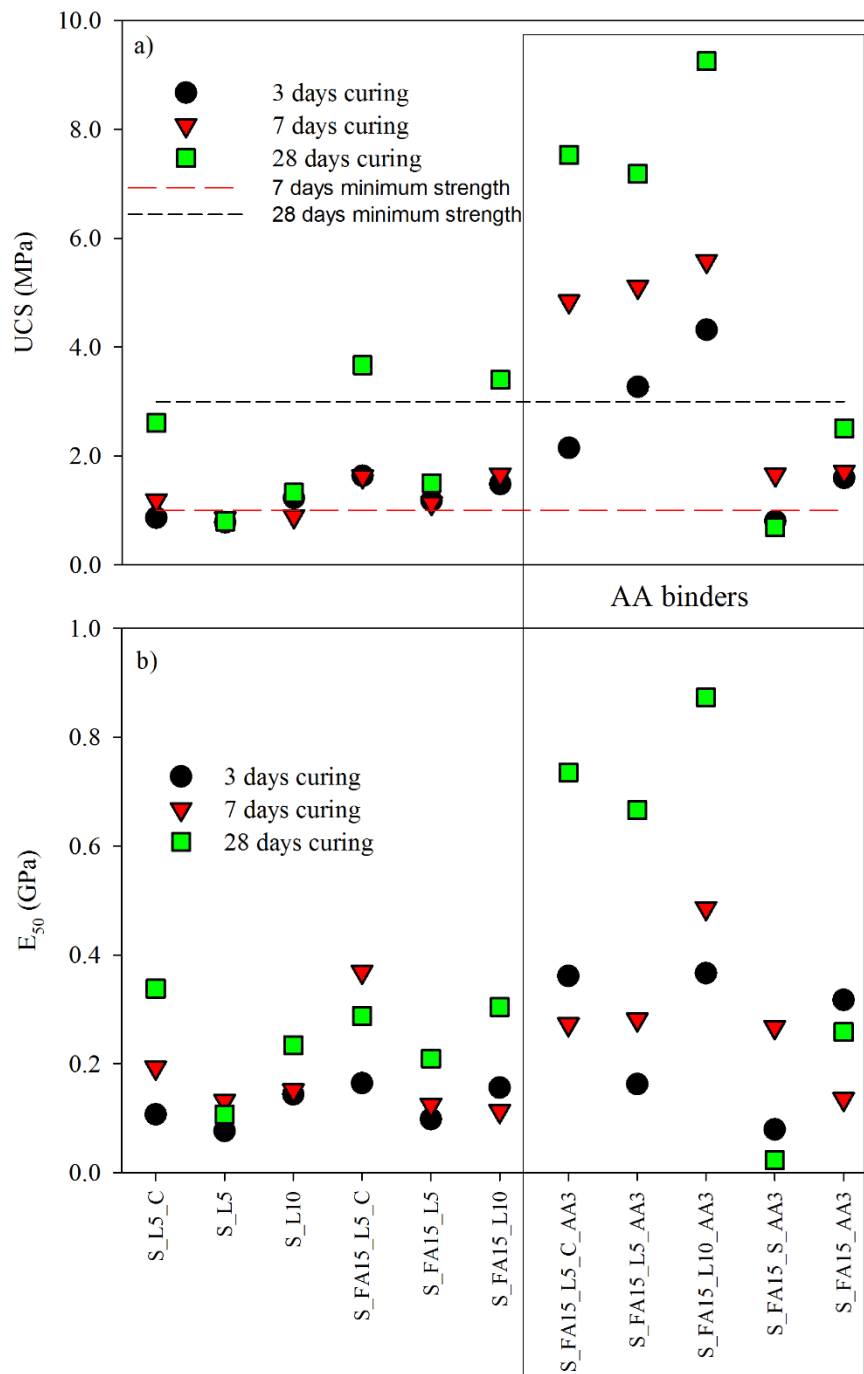 a)
10.0
8.0
6.0
4.0
2.0
0.0
UCS (MPa)
3 days curing
7 days curing
28 days curing
7 days minimum strength
28 days minimum strength
AA binders
b)
1.0
0.8
0.6
0.4
0.2
0.0
E₅₀ (GPa)
3 days curing
7 days curing
28 days curing
S_L5_C
S_L5
S_L10
S_FA15_L5_C
S_FA15_L5
S_FA15_L10
S_FA15_L5_C_AA3
S_FA15_L5_AA3
S_FA15_L10_AA3
S_FA15_S_AA3
S_FA15_AA3